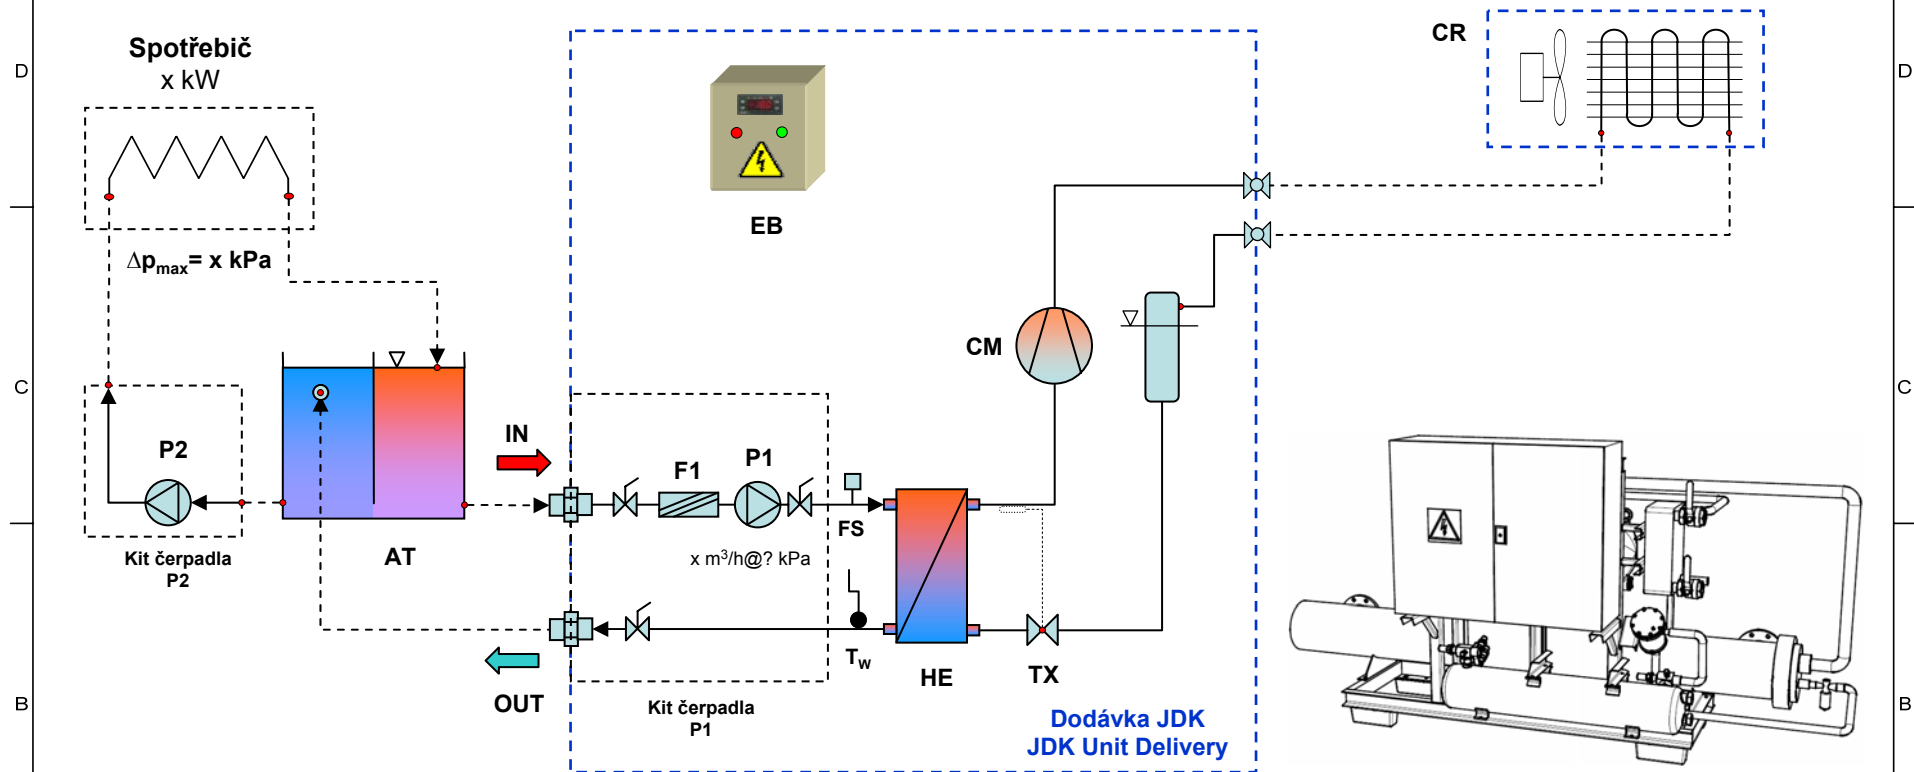 D
Spotřebič
x kW
CR
D
EB
∆pmax= x kPa
CM
C
C
P2
IN
F1
P1
FS
Kit čerpadla
P2
AT
x m³/h@? kPa
TW
HE
TX
OUT
Kit čerpadla
P1
B
B
Dodávka JDK
JDK Unit Delivery